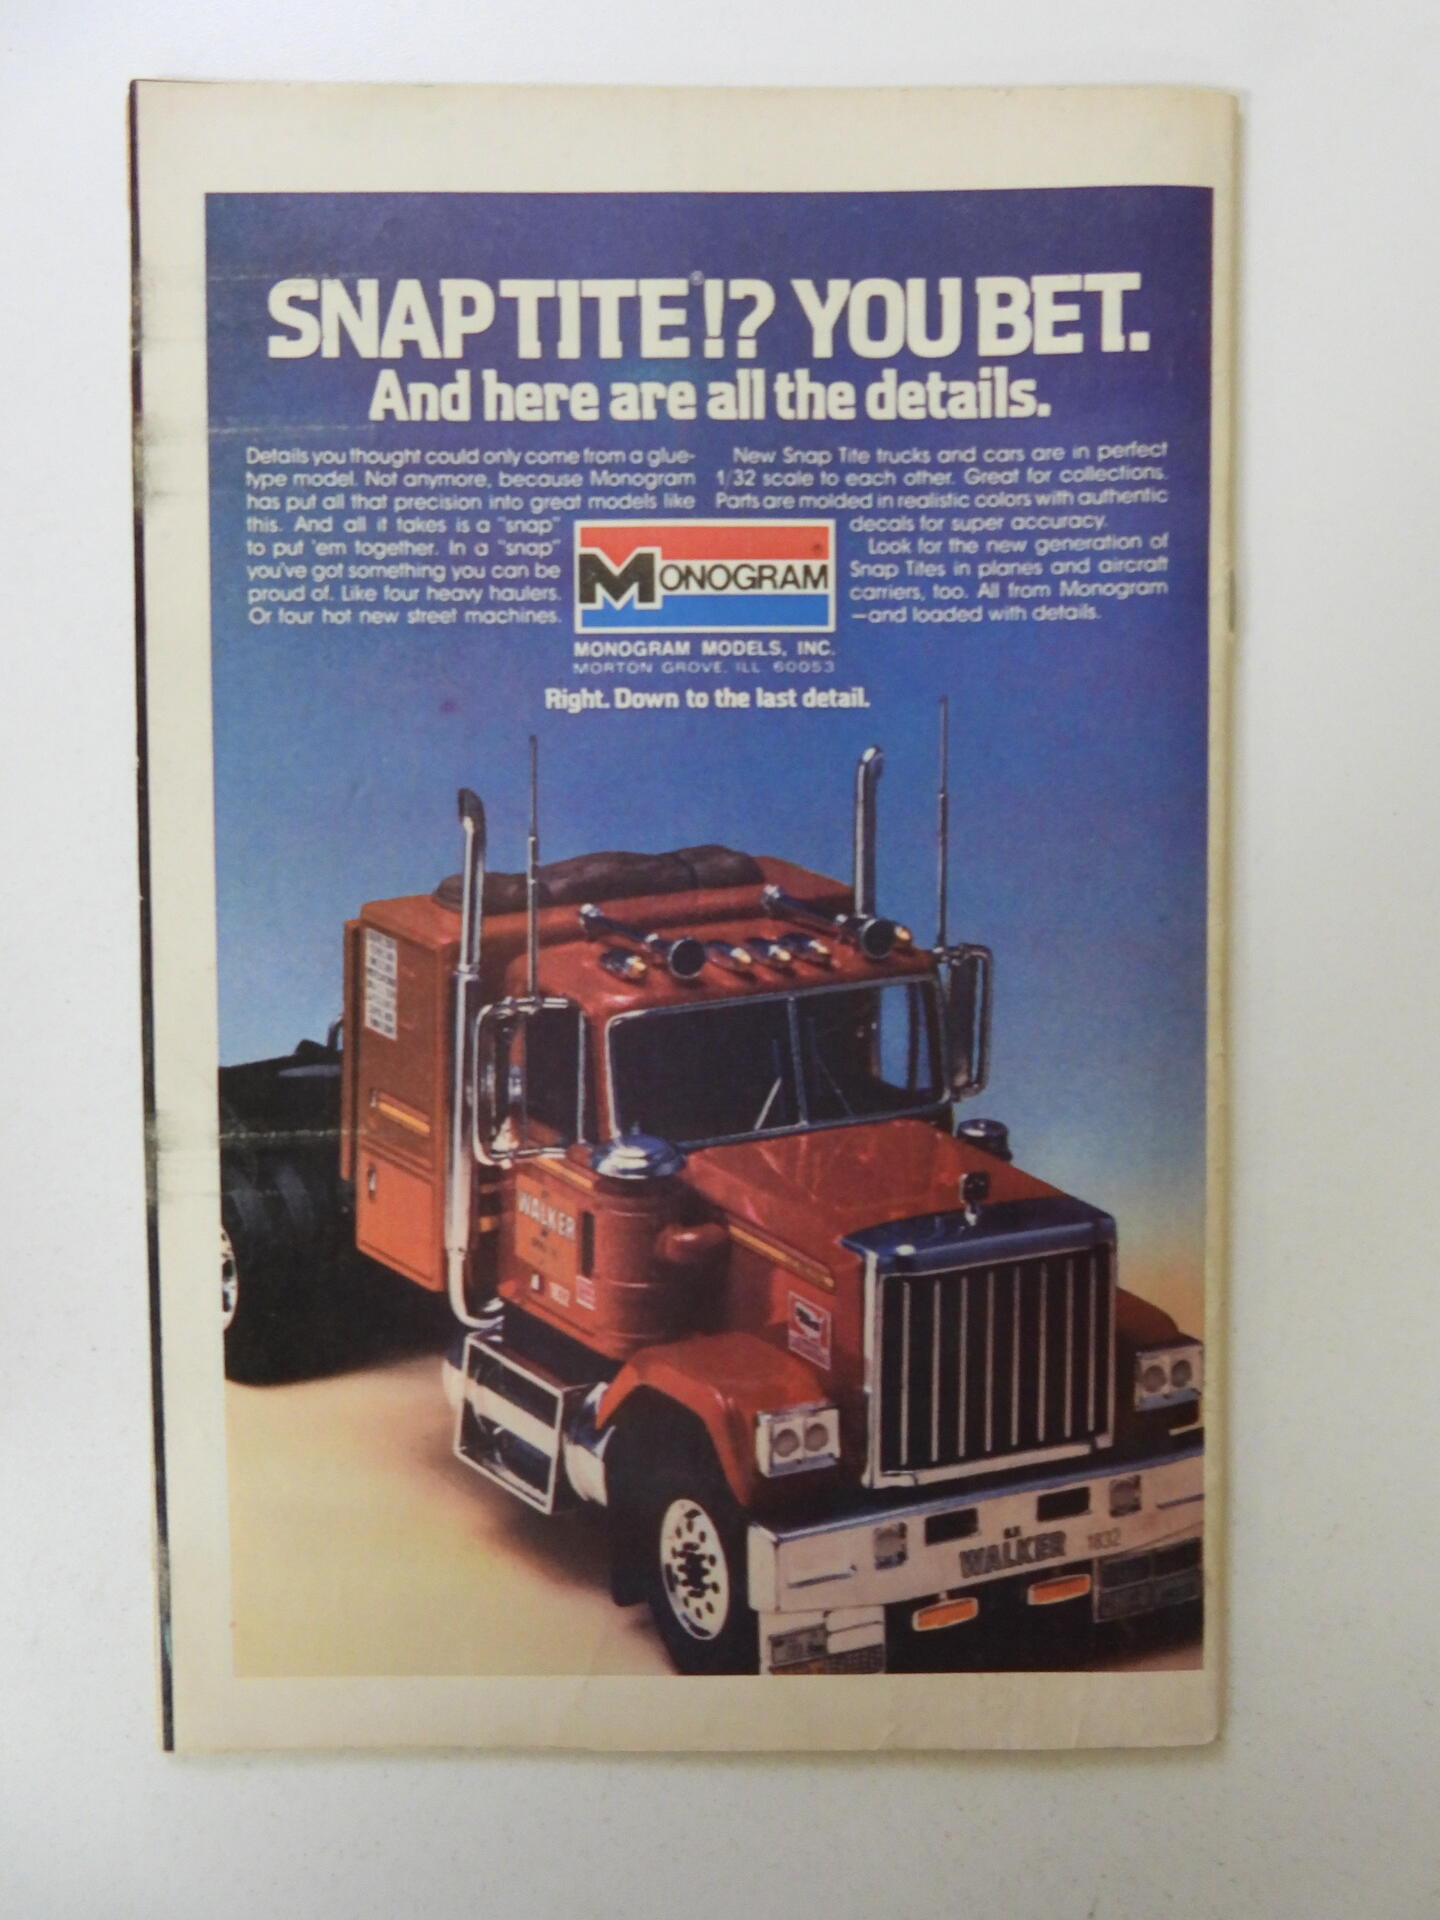 SNAP TITE®!? YOU BET.
And here are all the details.
Details you thought could only come from a glue-
type model. Not anymore, because Monogram
has put all that precision into great models like
this. And all it takes is a "snap"
to put 'em together. In a "snap"
you've got something you can be
proud of. Like four heavy haulers.
Or four hot new street machines.
New Snap Tite trucks and cars are in perfect
1/32 scale to each other. Great for collections.
Parts are molded in realistic colors with authentic
decals for super accuracy.
Look for the new generation of
Snap Tites in planes and aircraft
carriers, too. All from Monogram
—and loaded with details.
MONOGRAM
MONOGRAM MODELS, INC.
MORTON GROVE, ILL 60053
Right. Down to the last detail.
WALKER
1832
WALKER 1832